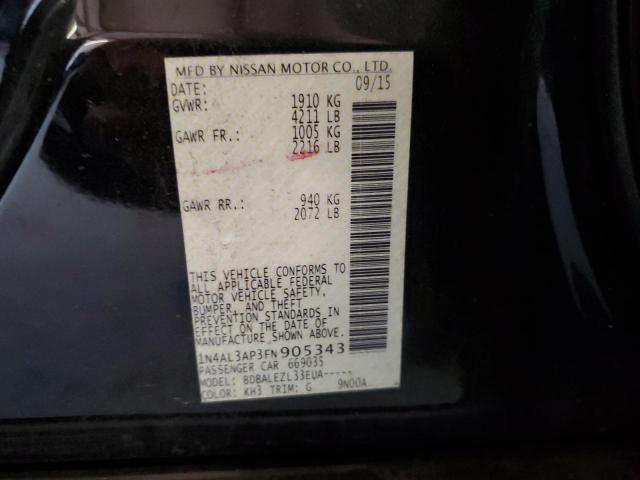 MFD BY NISSAN MOTOR CO., LTD.
DATE: 09/15
GVWR: 1910 KG
4211 LB
GAWR FR.: 1005 KG
2216 LB
GAWR RR.: 940 KG
2072 LB
THIS VEHICLE CONFORMS TO
ALL APPLICABLE FEDERAL
MOTOR VEHICLE SAFETY,
BUMPER, AND THEFT
PREVENTION STANDARDS IN
EFFECT ON THE DATE OF
MANUFACTURE SHOWN ABOVE.
1N4AL3AP3FN905343
PASSENGER CAR 669035
MODEL: BDBALEZL33EUA-----
COLOR: KH3 TRIM: G 9N00A